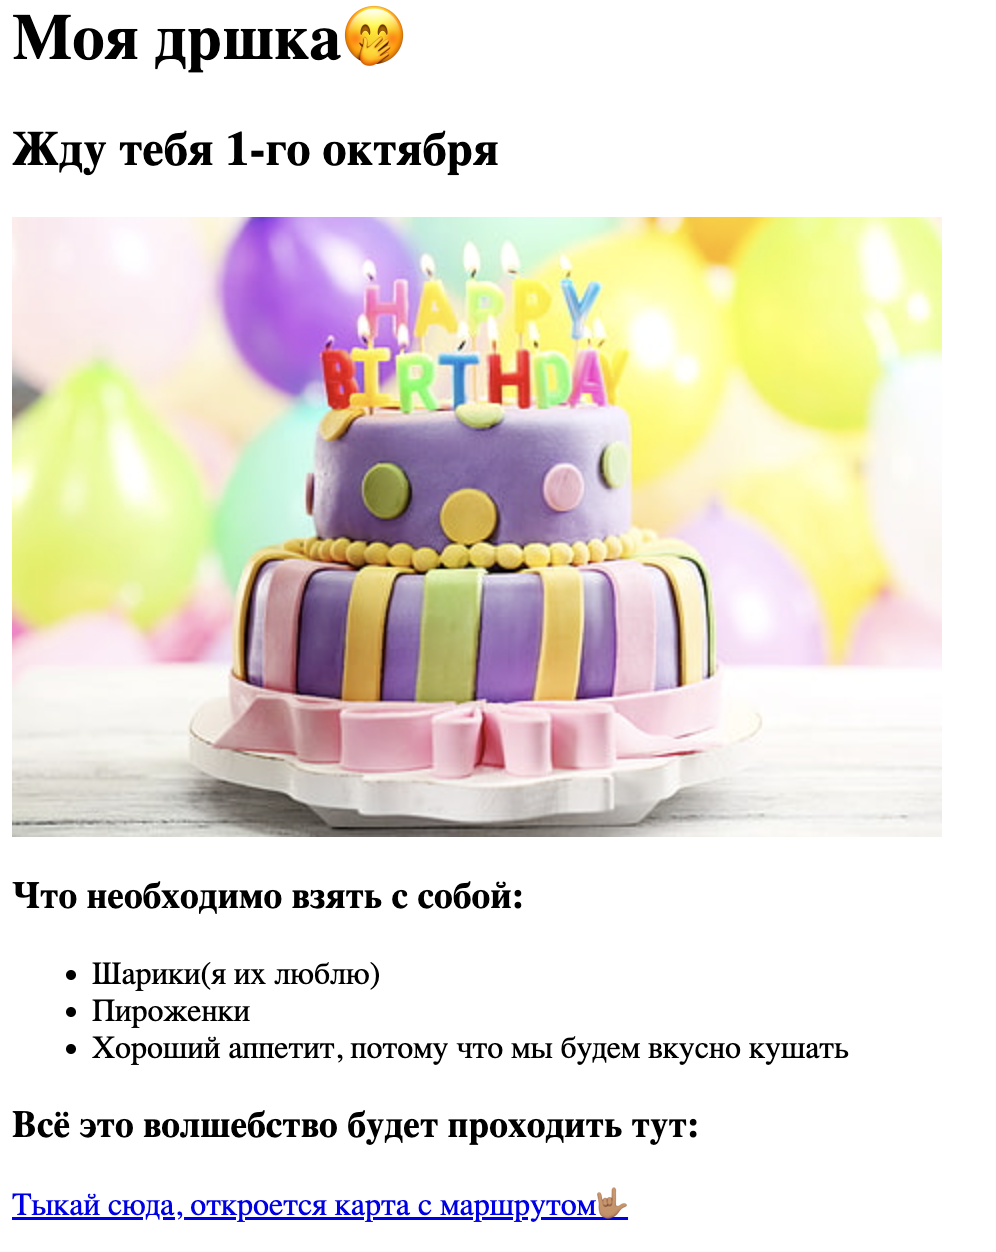 Моя дршка🤭
Жду тебя 1-го октября
HAPPY
BIRTHDAY
Что необходимо взять с собой:
Шарики(я их люблю)
Пироженки
Хороший аппетит, потому что мы будем вкусно кушать
Всё это волшебство будет проходить тут:
Тыкай сюда, откроется карта с маршрутом🤟🏽